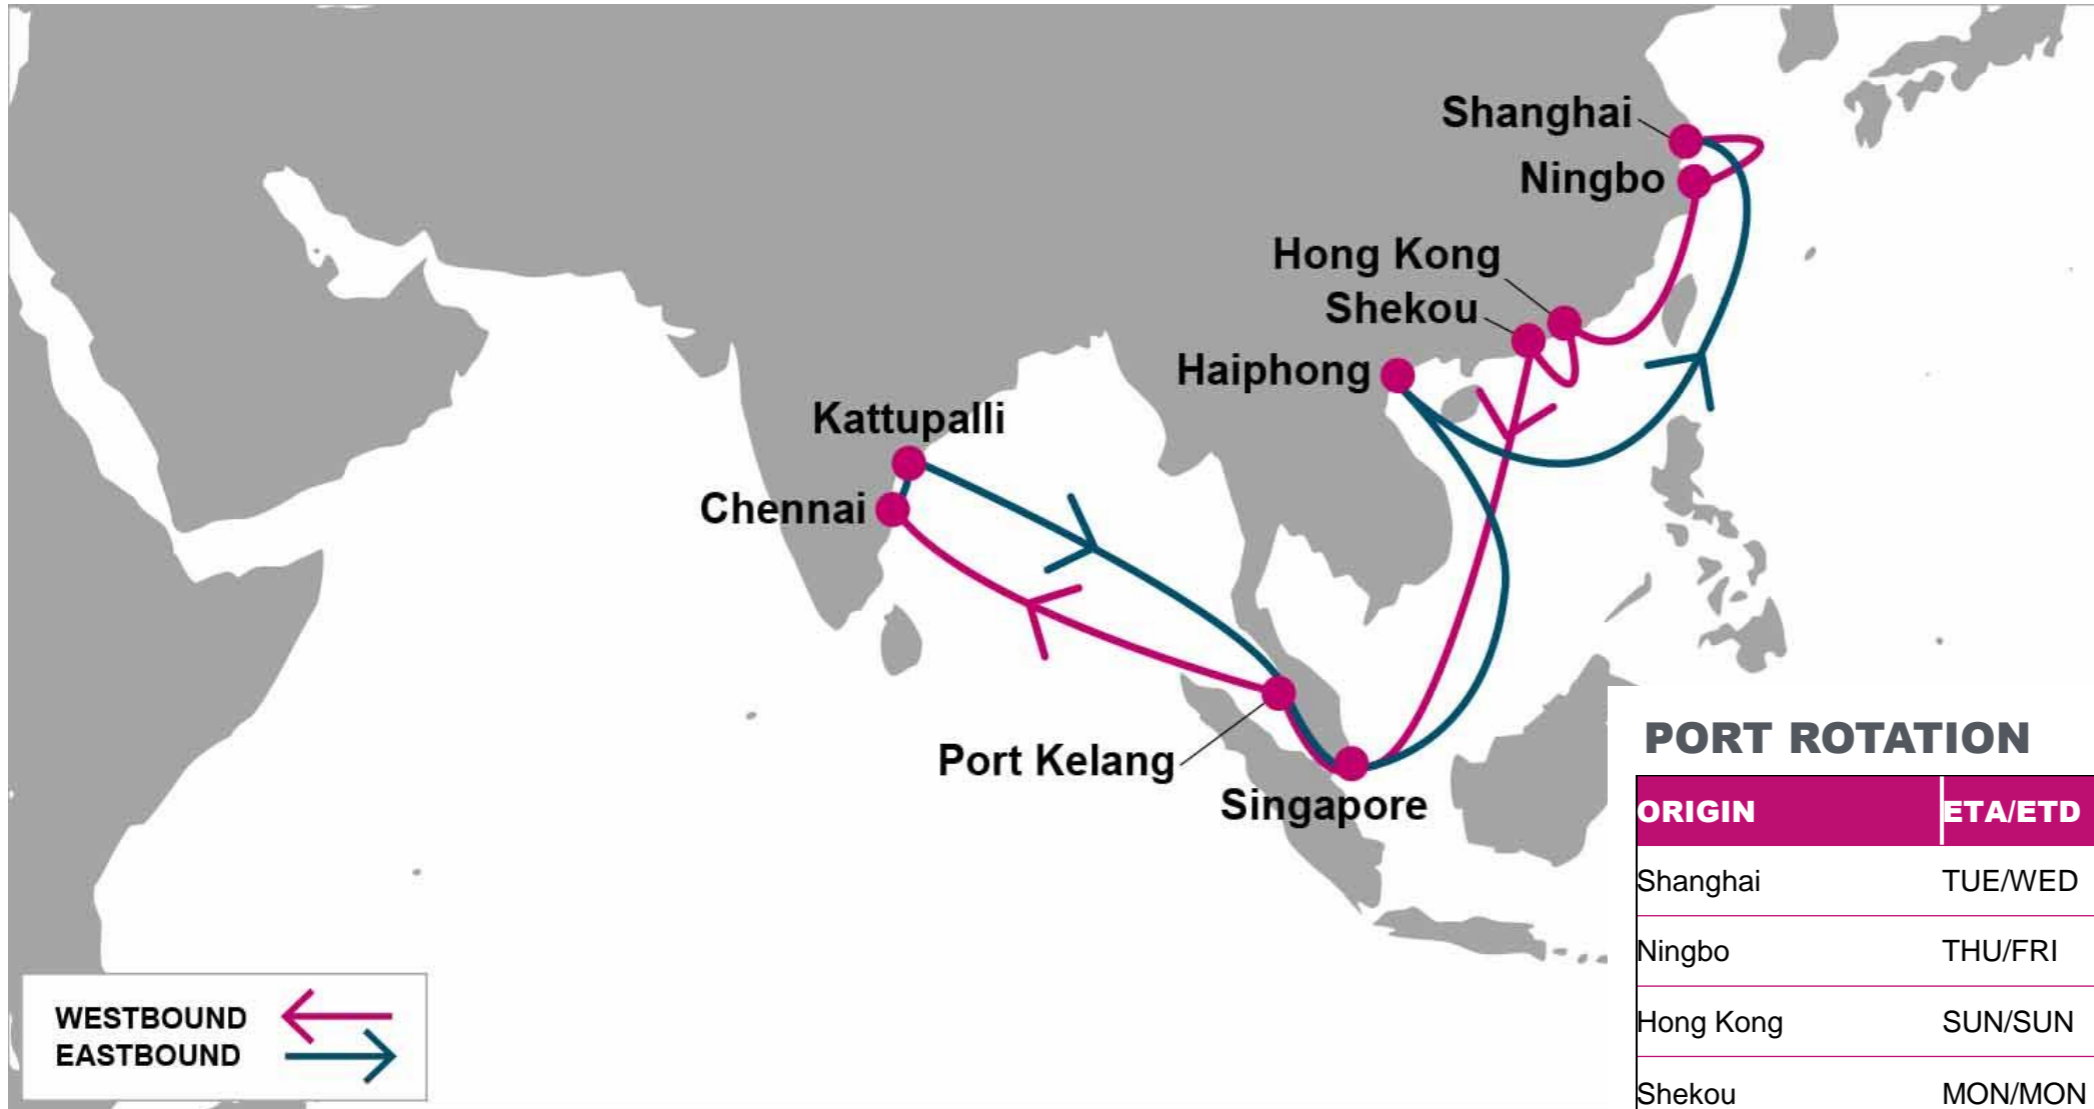 Shanghai
Ningbo
Hong Kong
Shekou
Haiphong
Kattupalli
Chennai
Port Kelang
Singapore
WESTBOUND
EASTBOUND
PORT ROTATION
ORIGIN ETA/ETD
Shanghai TUE/WED
Ningbo THU/FRI
Hong Kong SUN/SUN
Shekou MON/MON